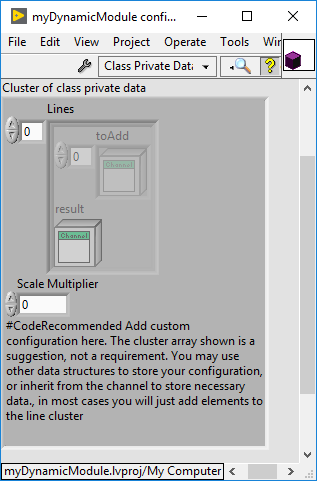 myDynamicModule confi...
File Edit View Project Operate Tools
Class Private Data
?
Cluster of class private data
Lines
0
toAdd
0
Channel
result
Channel
Scale Multiplier
0
#CodeRecommended Add custom
configuration here. The cluster array shown is a
suggestion, not a requirement. You may use
other data structures to store your configuration,
or inherit from the channel to store necessary
data., in most cases you will just add elements to
the line cluster
myDynamicModule.lvproj/My Computer